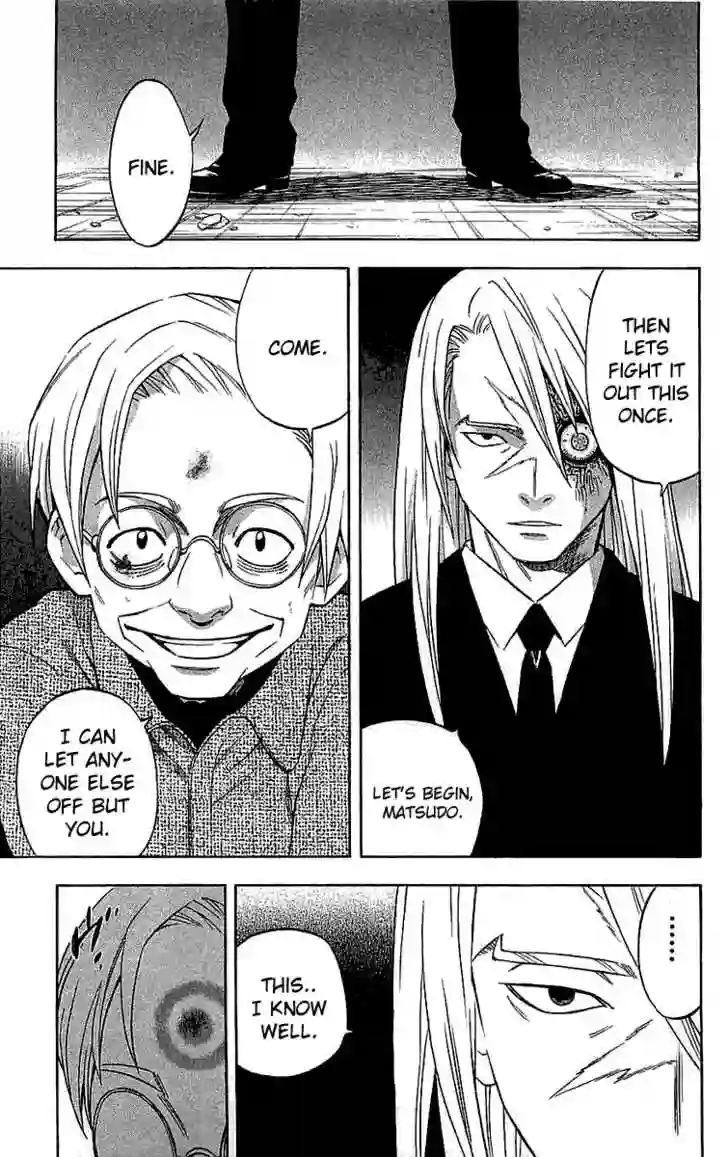 FINE.
THEN
LETS
FIGHT IT
OUT THIS
ONCE.
LET'S BEGIN,
MATSUDO.
COME.
I CAN
LET ANY-
ONE ELSE
OFF BUT
YOU.
........
THIS..
I KNOW
WELL.